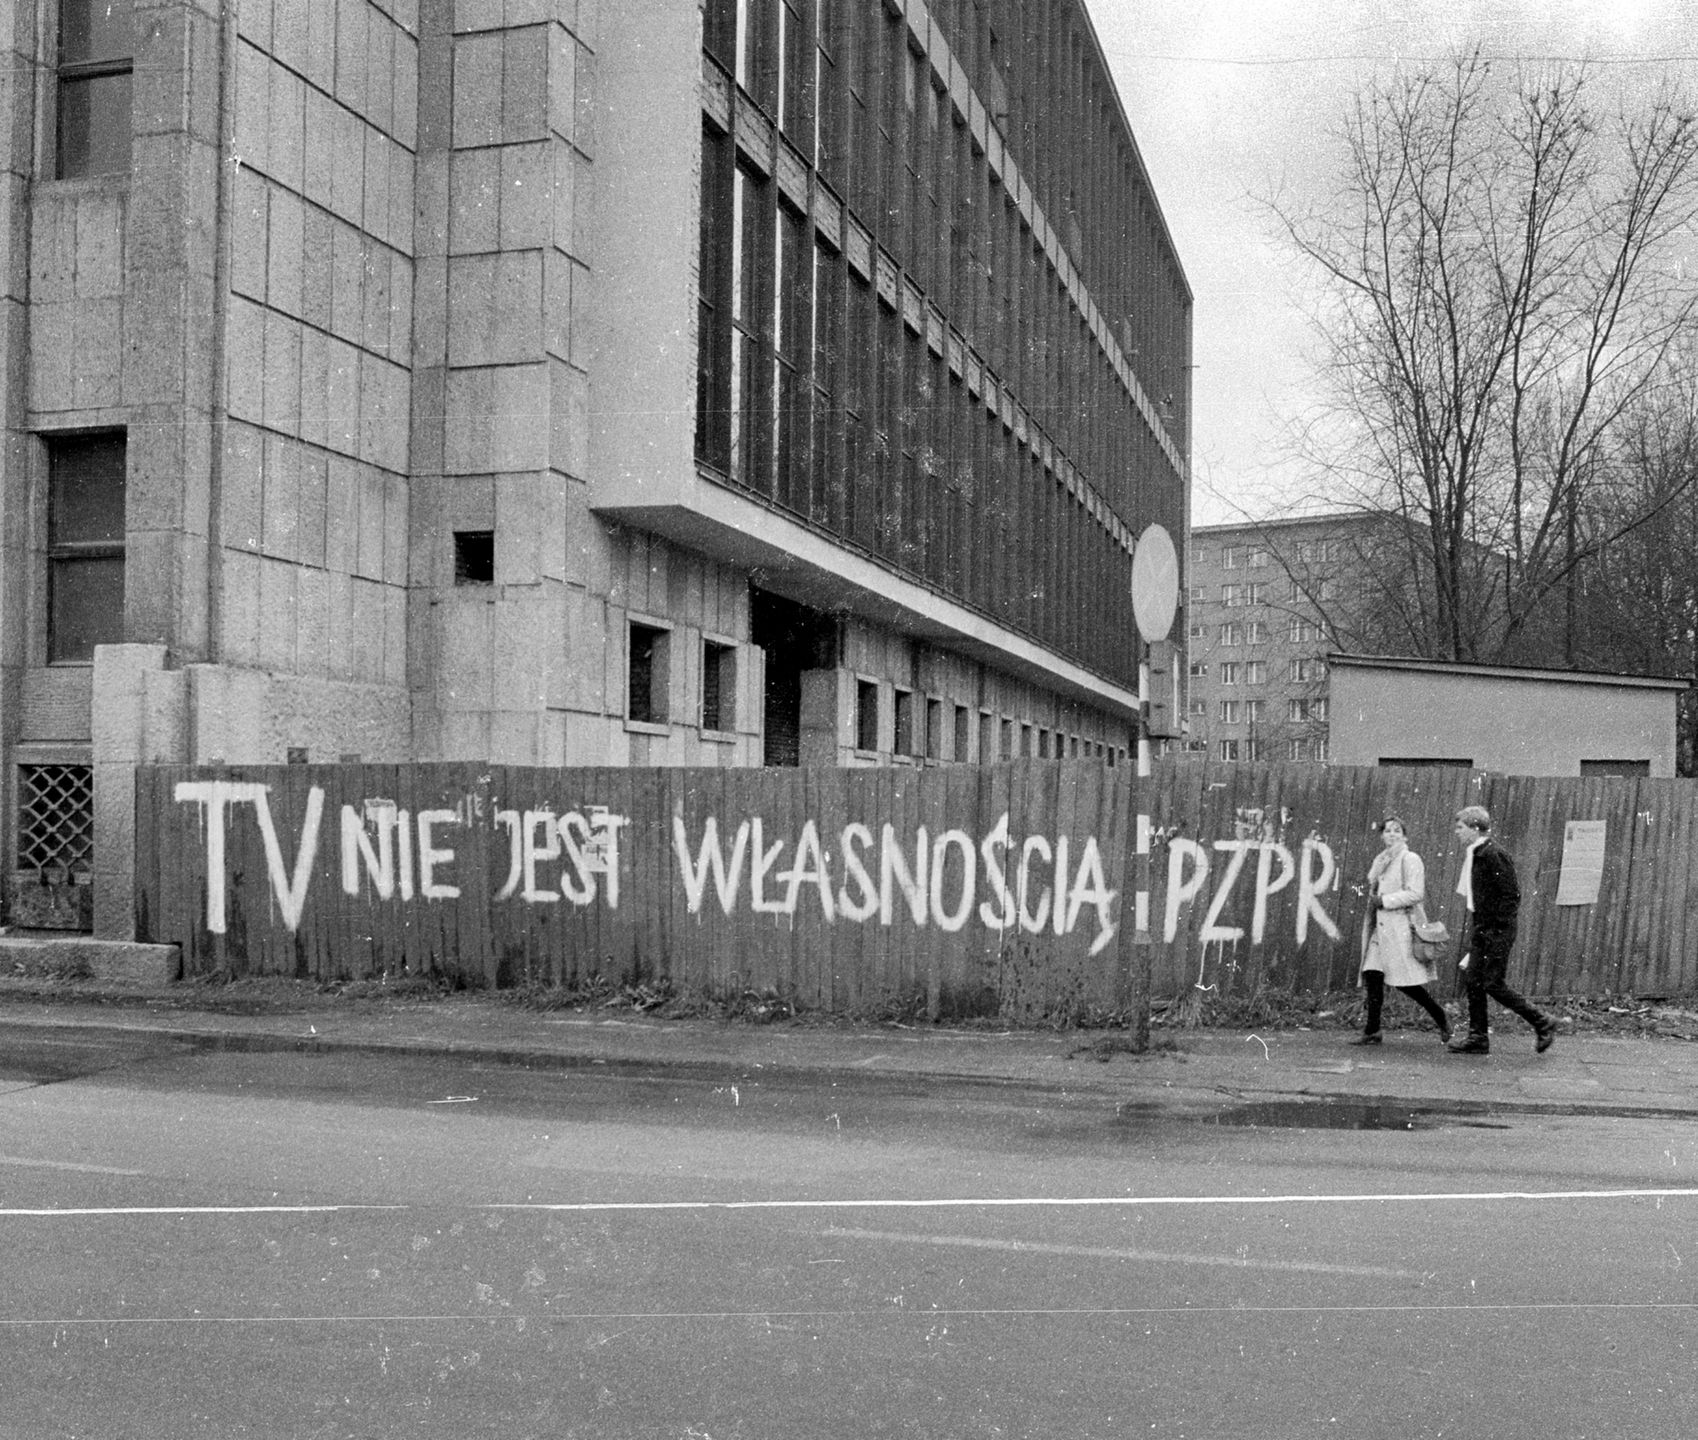 TV NIE JEST WŁASNOŚCIĄ PZPR